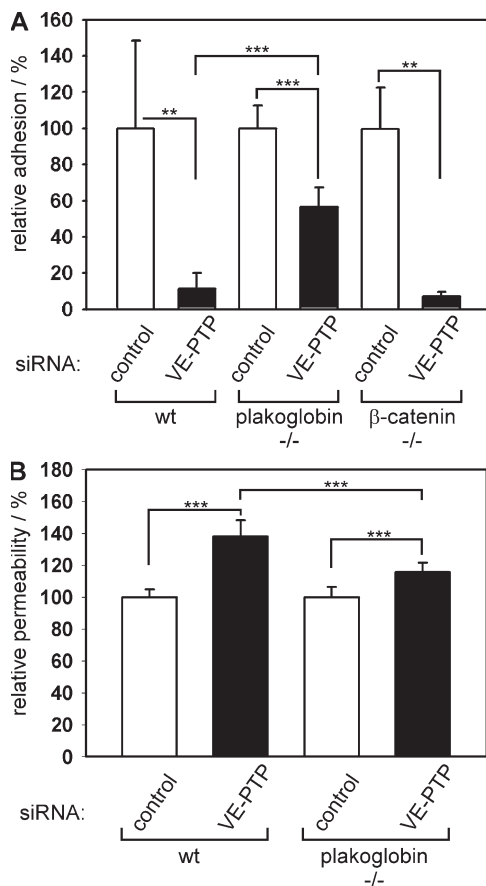 A
160
140
120
100
80
60
40
20
0
relative adhesion / %
**
***
***
**
siRNA:
control
VE-PTP
control
VE-PTP
control
VE-PTP
wt
plakoglobin
-/-
β-catenin
-/-
B
180
160
140
120
100
80
60
40
20
0
relative permeability / %
***
***
***
siRNA:
control
VE-PTP
control
VE-PTP
wt
plakoglobin
-/-